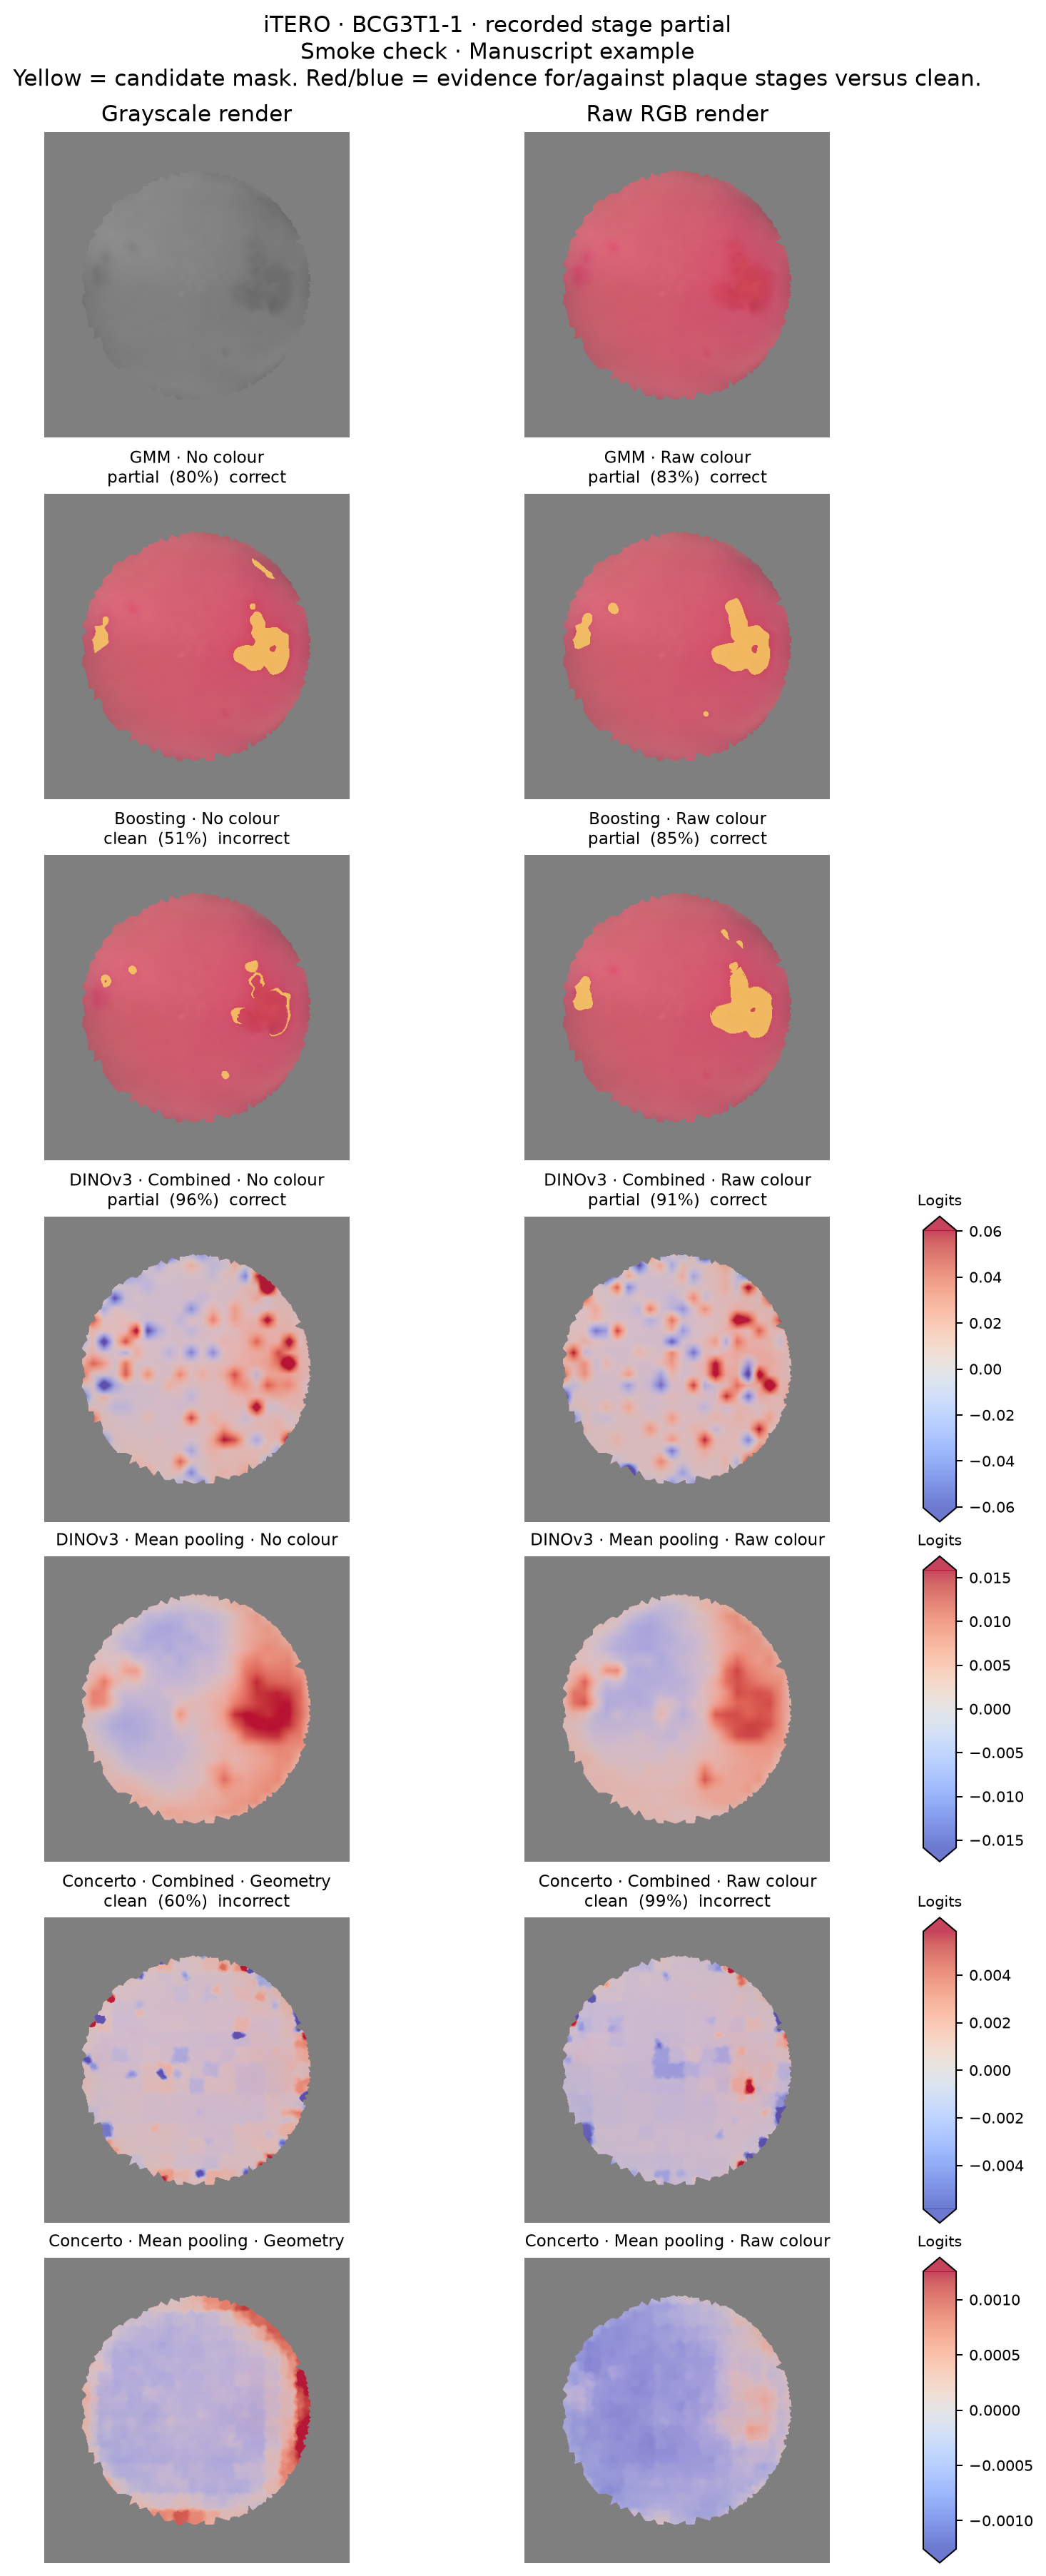 iTERO · BCG3T1-1 · recorded stage partial
Smoke check · Manuscript example
Yellow = candidate mask. Red/blue = evidence for/against plaque stages versus clean.
Grayscale render
Raw RGB render
GMM · No colour
partial  (80%)  correct
GMM · Raw colour
partial  (83%)  correct
Boosting · No colour
clean  (51%)  incorrect
Boosting · Raw colour
partial  (85%)  correct
DINOv3 · Combined · No colour
partial  (96%)  correct
DINOv3 · Combined · Raw colour
partial  (91%)  correct
Logits
0.06
0.04
0.02
0.00
−0.02
−0.04
−0.06
DINOv3 · Mean pooling · No colour
DINOv3 · Mean pooling · Raw colour
Logits
0.015
0.010
0.005
0.000
−0.005
−0.010
−0.015
Concerto · Combined · Geometry
clean  (60%)  incorrect
Concerto · Combined · Raw colour
clean  (99%)  incorrect
Logits
0.004
0.002
0.000
−0.002
−0.004
Concerto · Mean pooling · Geometry
Concerto · Mean pooling · Raw colour
Logits
0.0010
0.0005
0.0000
−0.0005
−0.0010